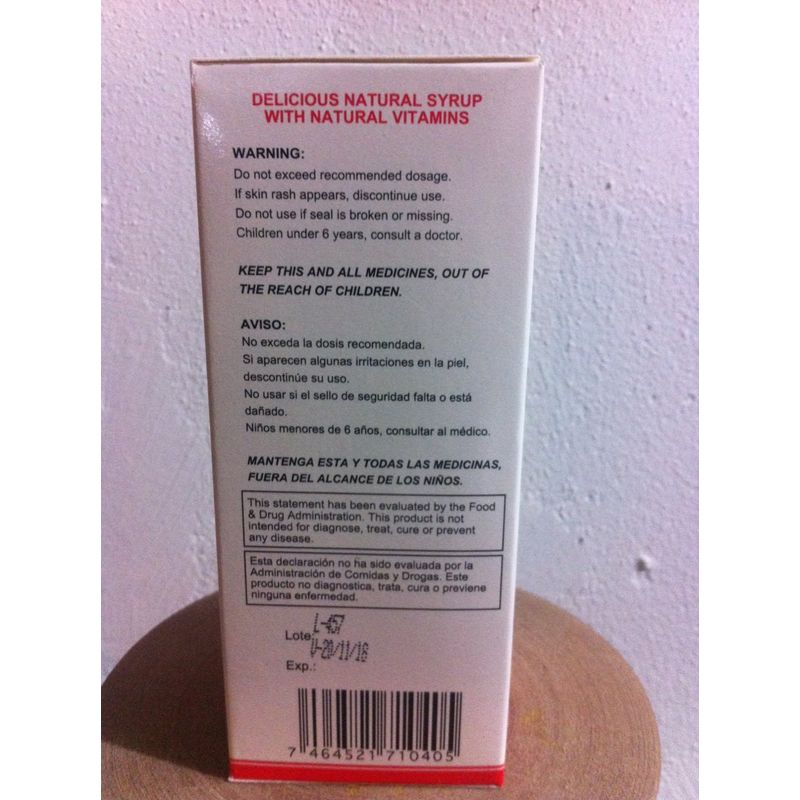 DELICIOUS NATURAL SYRUP
WITH NATURAL VITAMINS
WARNING:
Do not exceed recommended dosage.
If skin rash appears, discontinue use.
Do not use if seal is broken or missing.
Children under 6 years, consult a doctor.
KEEP THIS AND ALL MEDICINES, OUT OF
THE REACH OF CHILDREN.
AVISO:
No exceda la dosis recomendada.
Si aparecen algunas irritaciones en la piel,
descontinúe su uso.
No usar si el sello de seguridad falta o está
dañado.
Niños menores de 6 años, consultar al médico.
MANTENGA ESTA Y TODAS LAS MEDICINAS,
FUERA DEL ALCANCE DE LOS NIÑOS.
This statement has been evaluated by the Food
& Drug Administration. This product is not
intended for diagnose, treat, cure or prevent
any disease.
Esta declaración no ha sido evaluada por la
Administración de Comidas y Drogas. Este
producto no diagnostica, trata, cura o previene
ninguna enfermedad.
Lote: L-457
V-20/11/16
Exp.:
7 464521 710405